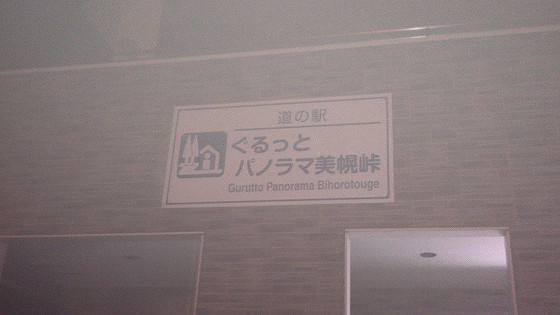 道の駅
ぐるっと
パノラマ美幌峠
Gurutto Panorama Bihorotouge